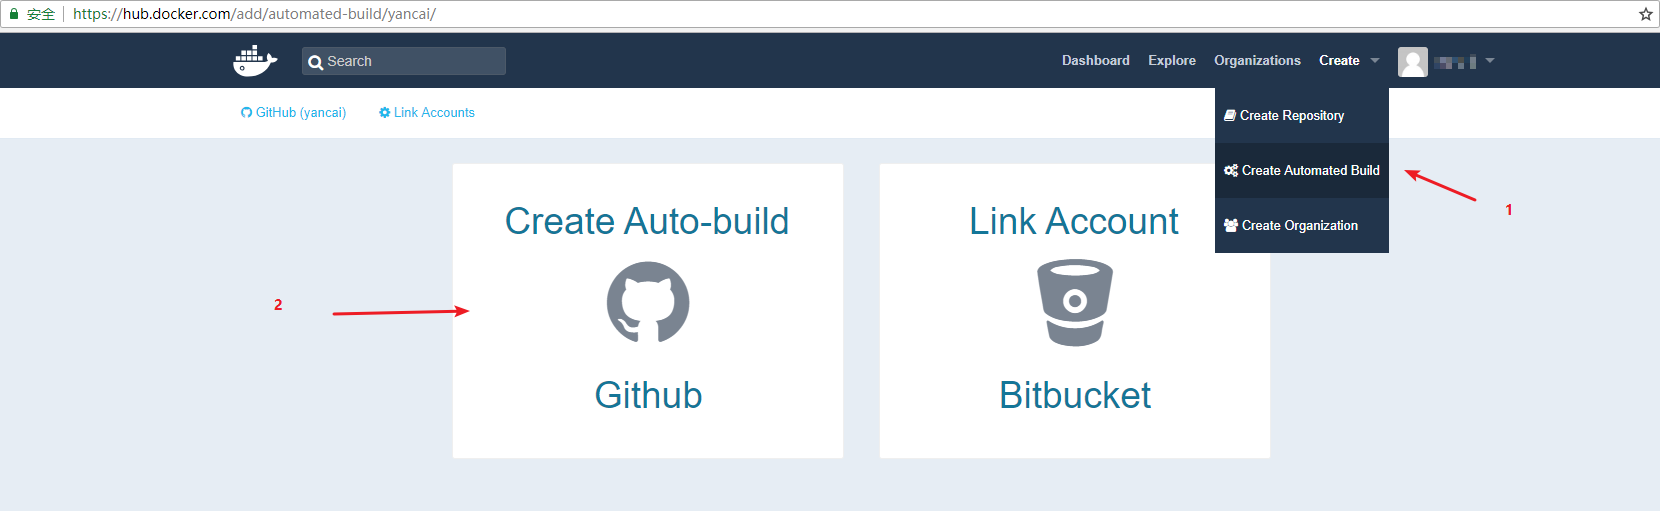 安全 https://hub.docker.com/add/automated-build/yancai/
Search Dashboard Explore Organizations Create
GitHub (yancai) Link Accounts
Create Repository
Create Automated Build
Create Organization
1
2
Create Auto-build
Github
Link Account
Bitbucket